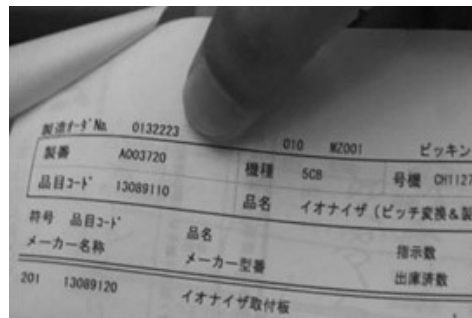 製造ｵｰﾀﾞNo. 0132223 010 MZ001 ピッキン
製番 A003720 機種 5CB 号機 CH1127
品目ｺｰﾄﾞ 13089110 品名 イオナイザ (ピッチ変換&製
符号 品目ｺｰﾄﾞ 品名 指示数
メーカー名称 メーカー型番 出庫済数
201 13089120 イオナイザ取付板